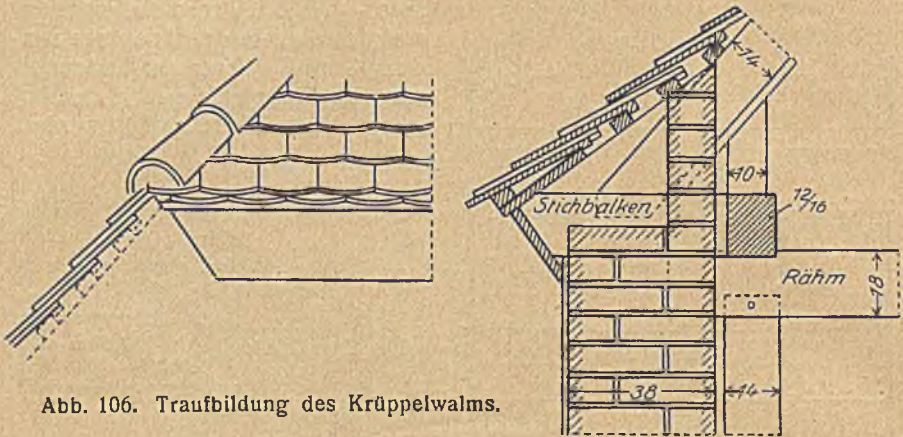 14
10
12/16
Stichbalken
Rähm
18
38
14
Abb. 106. Traufbildung des Krüppelwalms.